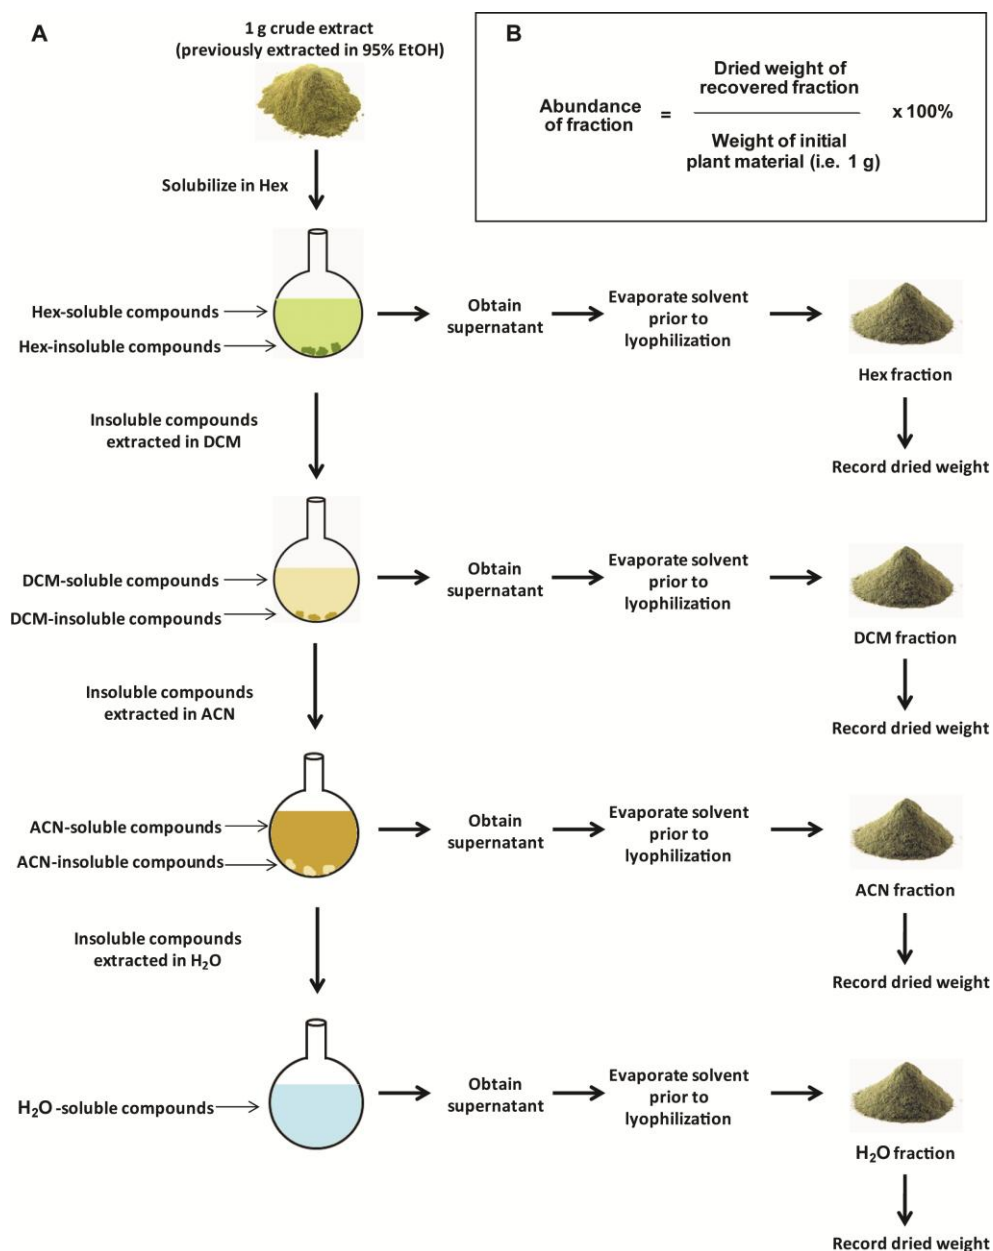 A
1 g crude extract
(previously extracted in 95% EtOH)
B
Abundance
of fraction
=
Dried weight of
recovered fraction
Weight of initial
plant material (i.e. 1 g)
x 100%
Solubilize in Hex
Hex-soluble compounds
Hex-insoluble compounds
Obtain
supernatant
Evaporate solvent
prior to
lyophilization
Hex fraction
Record dried weight
Insoluble compounds
extracted in DCM
DCM-soluble compounds
DCM-insoluble compounds
Obtain
supernatant
Evaporate solvent
prior to
lyophilization
DCM fraction
Record dried weight
Insoluble compounds
extracted in ACN
ACN-soluble compounds
ACN-insoluble compounds
Obtain
supernatant
Evaporate solvent
prior to
lyophilization
ACN fraction
Record dried weight
Insoluble compounds
extracted in H₂O
H₂O -soluble compounds
Obtain
supernatant
Evaporate solvent
prior to
lyophilization
H₂O fraction
Record dried weight